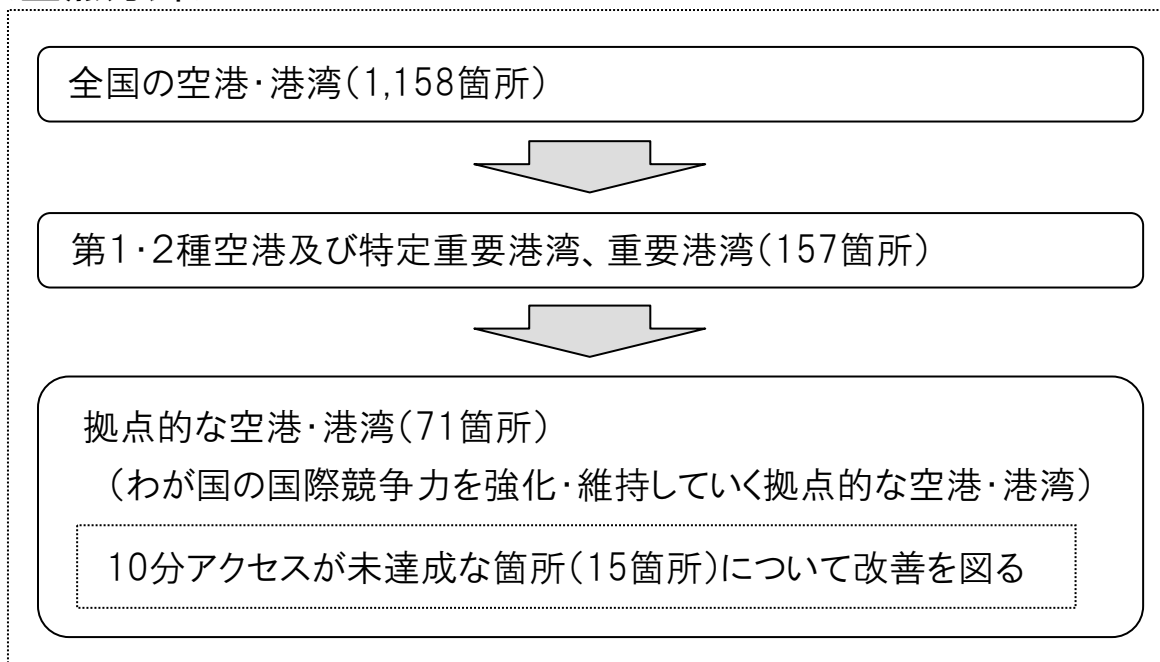 全国の空港・港湾（1,158箇所）
第1・2種空港及び特定重要港湾、重要港湾（157箇所）
拠点的な空港・港湾（71箇所）
（わが国の国際競争力を強化・維持していく拠点的な空港・港湾）
10分アクセスが未達成な箇所（15箇所）について改善を図る